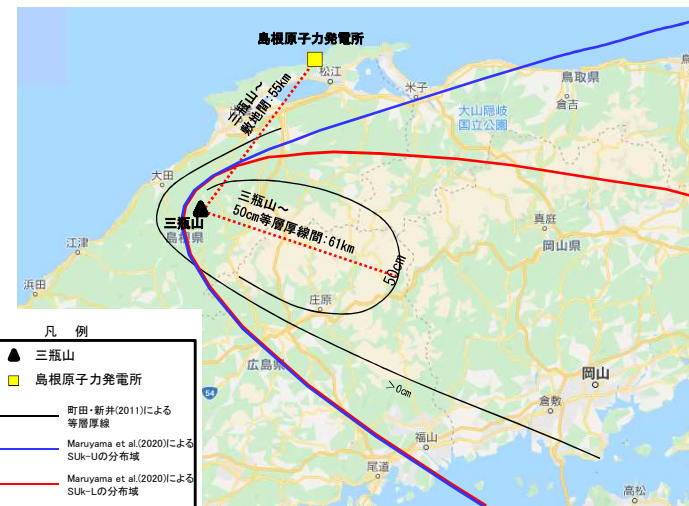 島根原子力発電所
松江
米子
鳥取県
倉吉
大山隠岐
国立公園
三瓶山～
敷地間：55km
大田
三瓶山～
50cm等層厚線間：61km
三瓶山
島根県
真庭
岡山県
江津
50cm
浜田
庄原
凡 例
三瓶山
島根原子力発電所
町田・新井(2011)による
等層厚線
Maruyama et al.(2020)による
SUk-Uの分布域
Maruyama et al.(2020)による
SUk-Lの分布域
広島県
54
＞0cm
岡山
倉敷
福山
尾道
高松